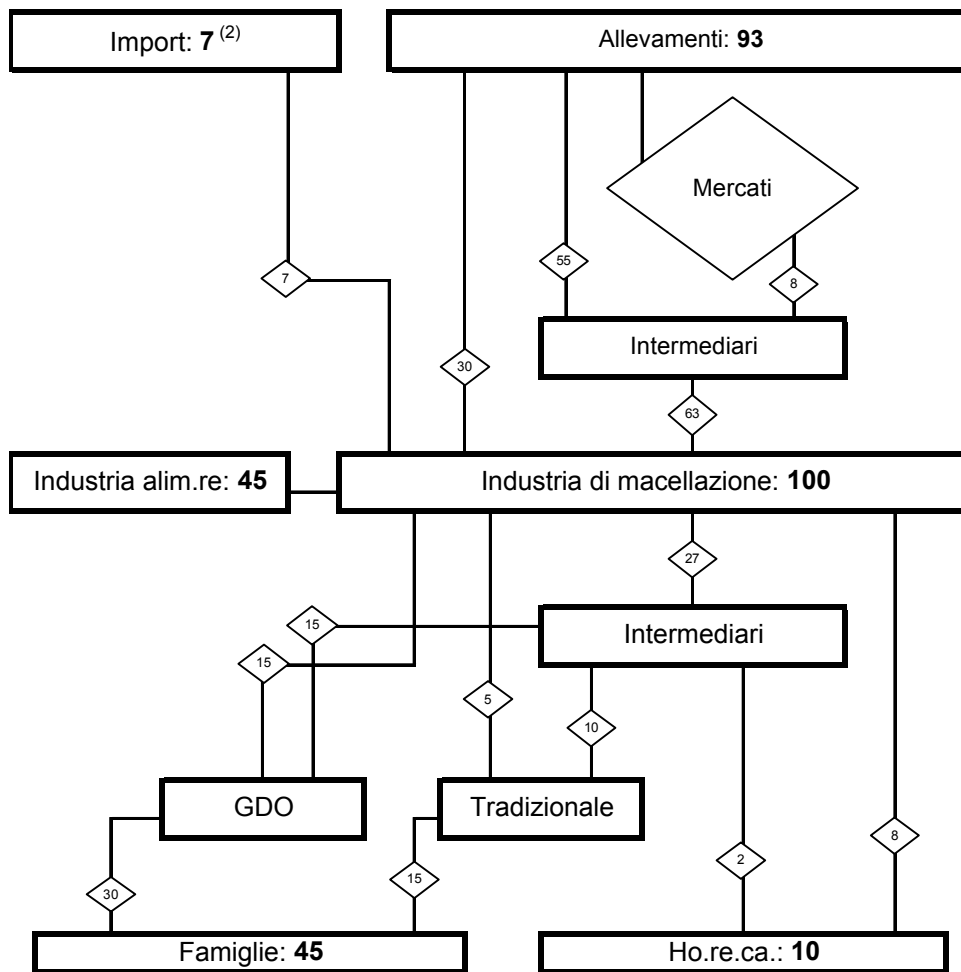 Import: 7 (2)
Allevamenti: 93
Mercati
55
7
8
Intermediari
30
63
Industria alim.re: 45
Industria di macellazione: 100
27
15
Intermediari
15
5
10
GDO
Tradizionale
8
2
30
15
Famiglie: 45
Ho.re.ca.: 10